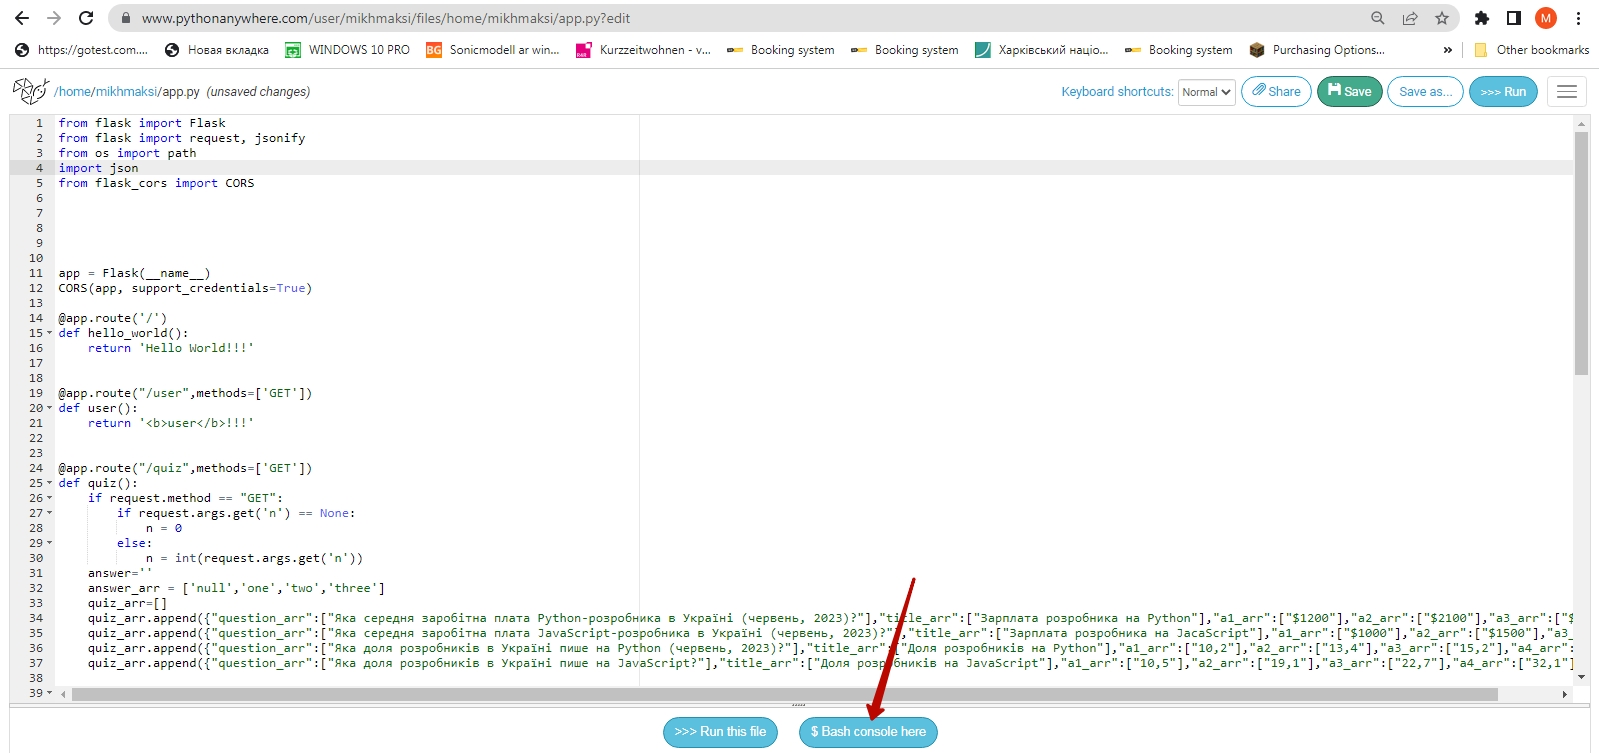 www.pythonanywhere.com/user/mikhmaksi/files/home/mikhmaksi/app.py?edit
M
https://gotest.com.... Новая вкладка WINDOWS 10 PRO BG Sonicmodell ar win... Kurzzeitwohnen - v... Booking system Booking system Харківський націо... Booking system Purchasing Options... » Other bookmarks
/home/mikhmaksi/app.py (unsaved changes) Keyboard shortcuts: Normal Share Save Save as... >>> Run
1 from flask import Flask
2 from flask import request, jsonify
3 from os import path
4 import json
5 from flask_cors import CORS
6
7
8
9
10
11 app = Flask(__name__)
12 CORS(app, support_credentials=True)
13
14 @app.route('/')
15 def hello_world():
16 return 'Hello World!!!'
17
18
19 @app.route("/user",methods=['GET'])
20 def user():
21 return '<b>user</b>!!!'
22
23
24 @app.route("/quiz",methods=['GET'])
25 def quiz():
26 if request.method == "GET":
27 if request.args.get('n') == None:
28 n = 0
29 else:
30 n = int(request.args.get('n'))
31 answer=''
32 answer_arr = ['null','one','two','three']
33 quiz_arr=[]
34 quiz_arr.append({"question_arr":["Яка середня заробітна плата Python-розробника в Україні (червень, 2023)?"],"title_arr":["Зарплата розробника на Python"],"a1_arr":["$1200"],"a2_arr":["$2100"],"a3_arr":["$
35 quiz_arr.append({"question_arr":["Яка середня заробітна плата JavaScript-розробника в Україні (червень, 2023)?"],"title_arr":["Зарплата розробника на JacaScript"],"a1_arr":["$1000"],"a2_arr":["$1500"],"a3_
36 quiz_arr.append({"question_arr":["Яка доля розробників в Україні пише на Python (червень, 2023)?"],"title_arr":["Доля розробників на Python"],"a1_arr":["10,2"],"a2_arr":["13,4"],"a3_arr":["15,2"],"a4_arr":
37 quiz_arr.append({"question_arr":["Яка доля розробників в Україні пише на JavaScript?"],"title_arr":["Доля розробників на JavaScript"],"a1_arr":["10,5"],"a2_arr":["19,1"],"a3_arr":["22,7"],"a4_arr":["32,1"]
38
39
>>> Run this file $ Bash console here